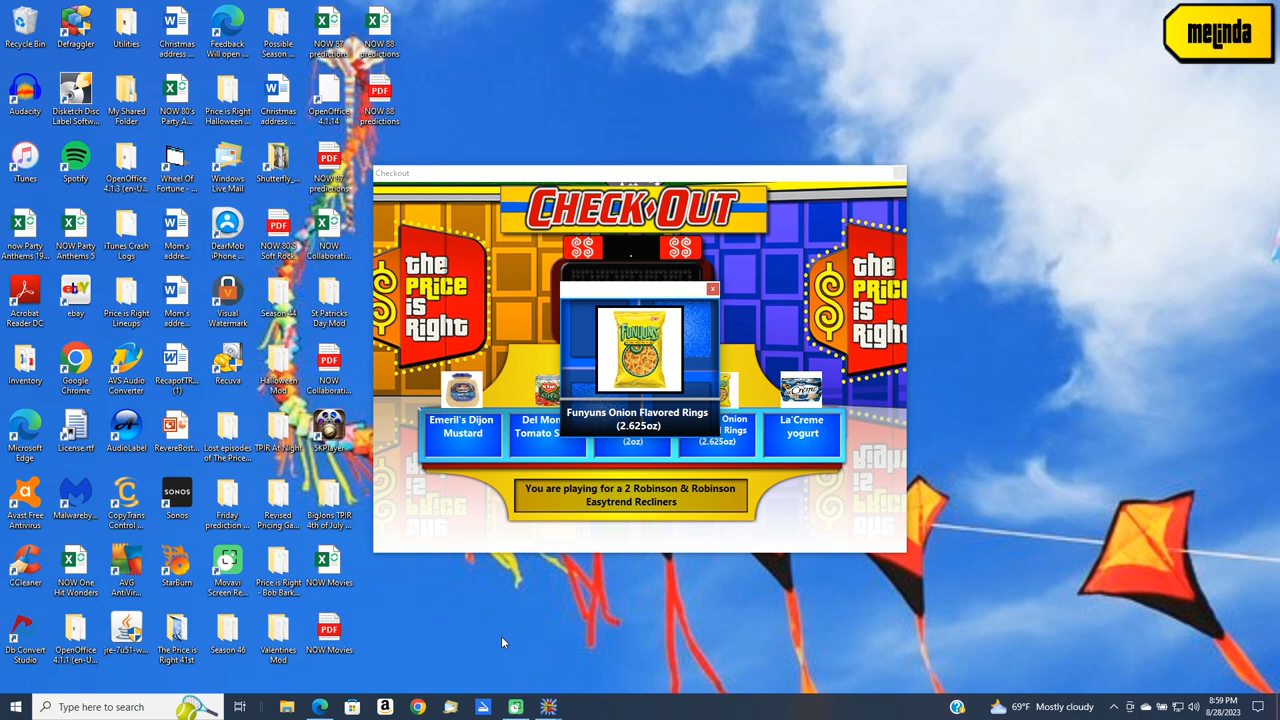 Recycle Bin
Defraggler
Utilities
Christmas
address ...
Feedback
Will open ...
Possible
Season ...
NOW 87
predictions
NOW 88
predictions
melinda
Audacity
Disketch Disc
Label Softw...
My Shared
Folder
NOW 80's
Party A...
Price is Right
Halloween ...
Christmas
address ...
OpenOffice
4.1.14
PDF
NOW 88
predictions
iTunes
Spotify
OpenOffice
4.1.3 (en-U...
Wheel Of
Fortune - ...
Windows
Live Mail
Shutterfly_...
PDF
NOW 87
predictions
now Party
Anthems 19...
NOW Party
Anthems 5
iTunes Crash
Logs
Mom's
addre...
DearMob
iPhone ...
PDF
NOW 80'S
Soft Rock
NOW
Collaborati...
Acrobat
Reader DC
ebay
ebay
Price is Right
Lineups
Mom's
addre...
Visual
Watermark
Season 44
St Patricks
Day Mod
Inventory
Google
Chrome
AVS Audio
Converter
RecapofTR...
(1)
Recuva
Halloween
Mod
PDF
NOW
Collaborati...
Microsoft
Edge
License.rtf
AudioLabel
RevereBost...
Lost episodes
of The Price...
TPIR At Night
5KPlayer
Avast Free
Antivirus
Malwareby...
CopyTrans
Control ...
SONOS
Sonos
Friday
prediction ...
Revised
Pricing Ga...
BigJons TPIR
4th of July ...
CCleaner
NOW One
Hit Wonders
AVG
AntiVir...
StarBurn
Movavi
Screen Re...
Price is Right
- Bob Bark...
NOW Movies
Db Convert
Studio
OpenOffice
4.1.1 (en-U...
jre-7u51-w...
The Price is
Right 41st
Season 46
Valentines
Mod
PDF
NOW Movies
Checkout
CHECK OUT
$$
$$
the
PRiCE
is
Right
the
PRiCE
is
Right
x
FUNYUNS
Funyuns Onion Flavored Rings
(2.625oz)
Emeril's Dijon
Mustard
Del Mon
Tomato S
(2oz)
Onion
Rings
(2.625oz)
La'Creme
yogurt
You are playing for a 2 Robinson & Robinson
Easytrend Recliners
Type here to search
69°F Mostly cloudy
8:59 PM
8/28/2023